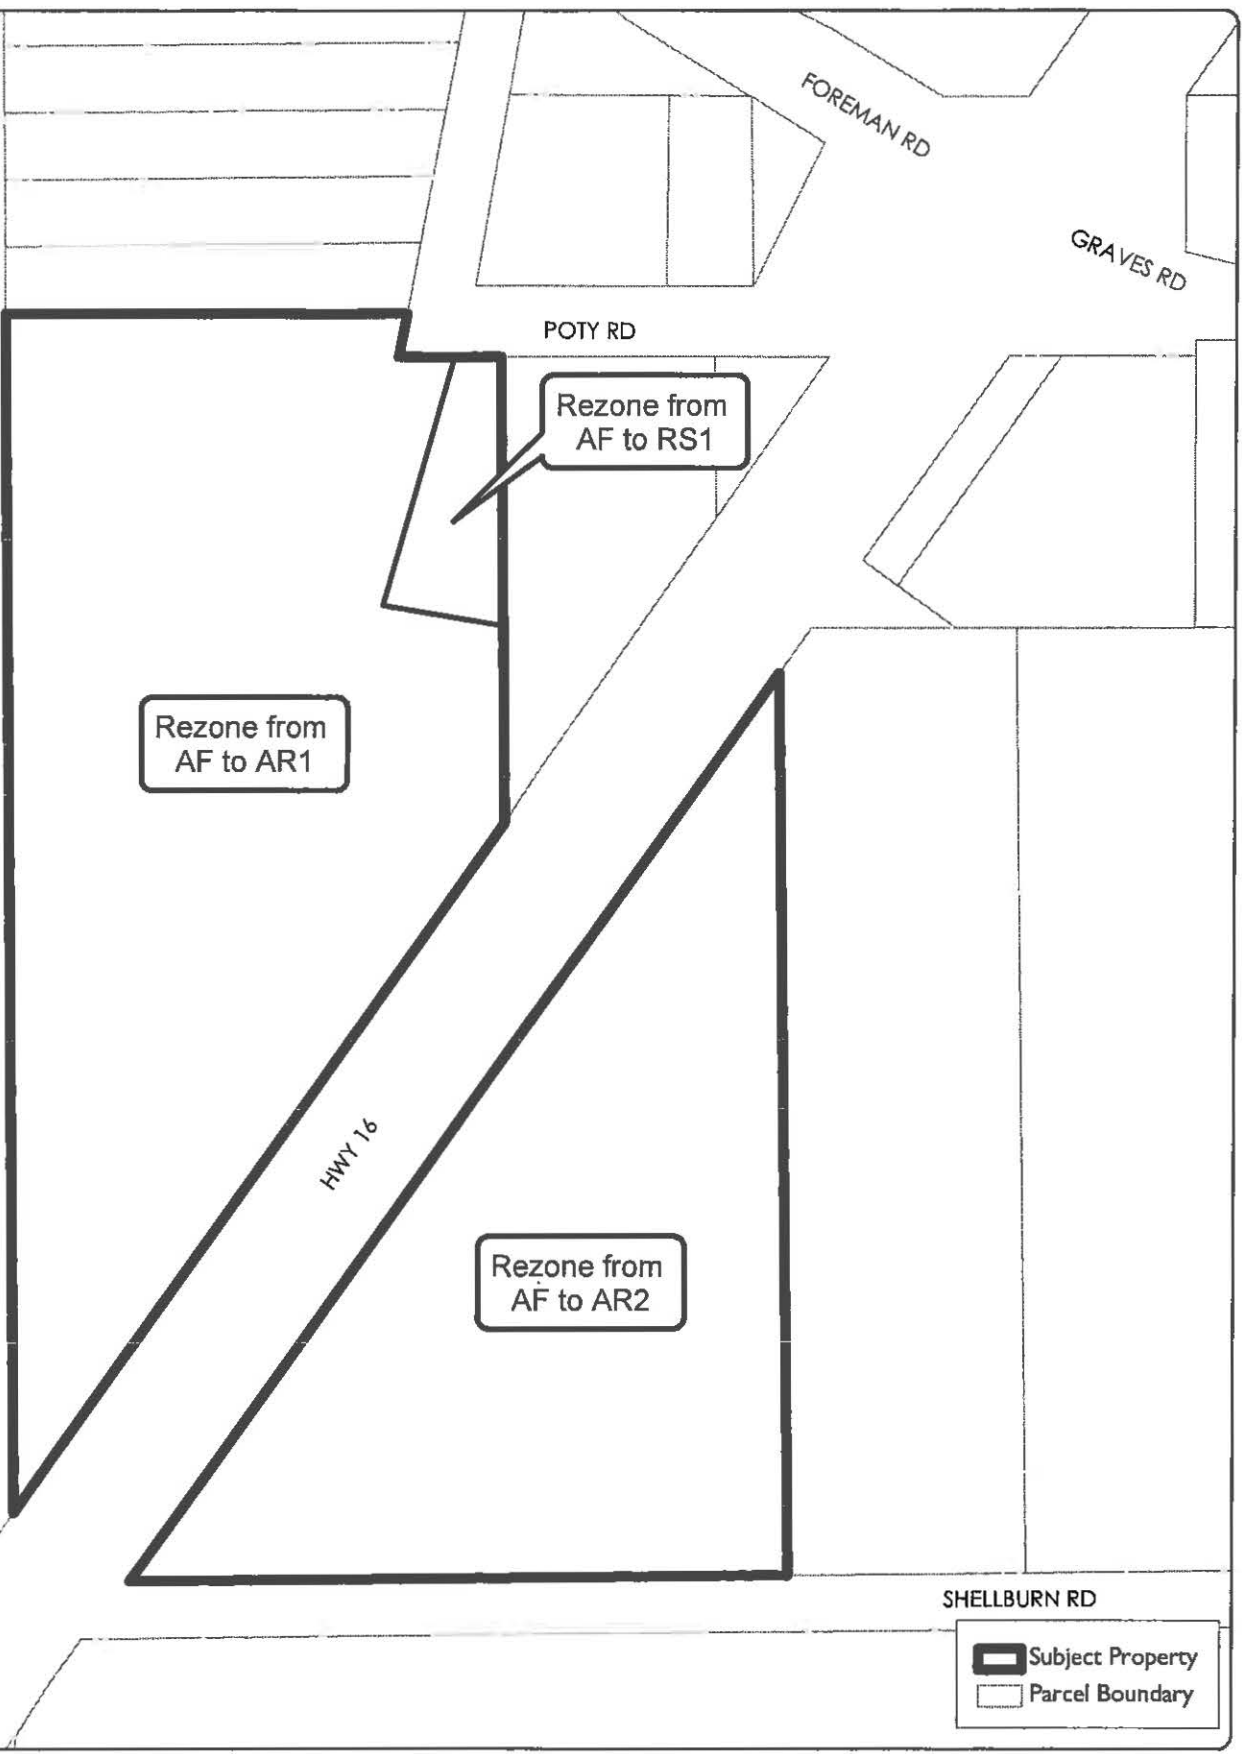 FOREMAN RD
GRAVES RD
POTY RD
Rezone from
AF to RS1
Rezone from
AF to AR1
HWY 16
Rezone from
AF to AR2
SHELLBURN RD
Subject Property
Parcel Boundary